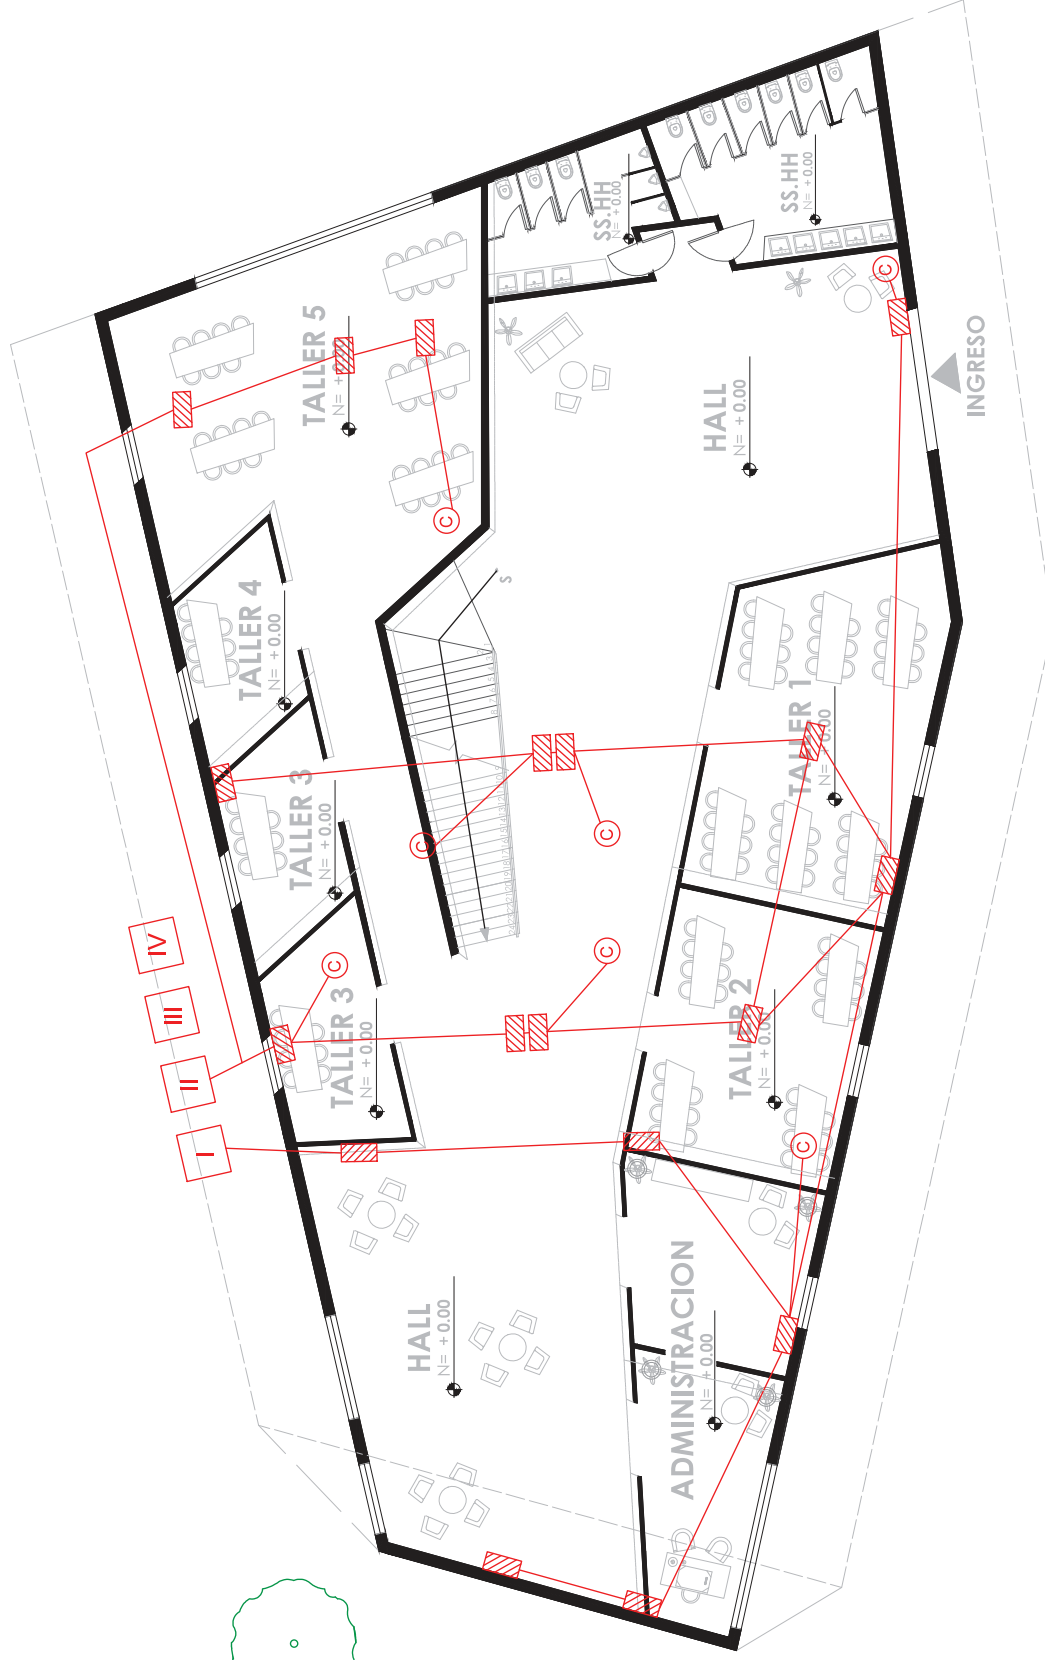 TALLER 5
N= +
SS.HH
N= + 0.00
SS.HH
N= + 0.00
C
HALL
N= + 0.00
INGRESO
C
TALLER 4
N= + 0.00
S
TALLER 3
N= + 0.00
C
C
TALLER 1
N= 0.00
IV
III
II
I
C
TALLER 3
N= + 0.00
C
TALLER 2
N= + 0.00
C
HALL
N= + 0.00
ADMINISTRACION
N= + 0.00